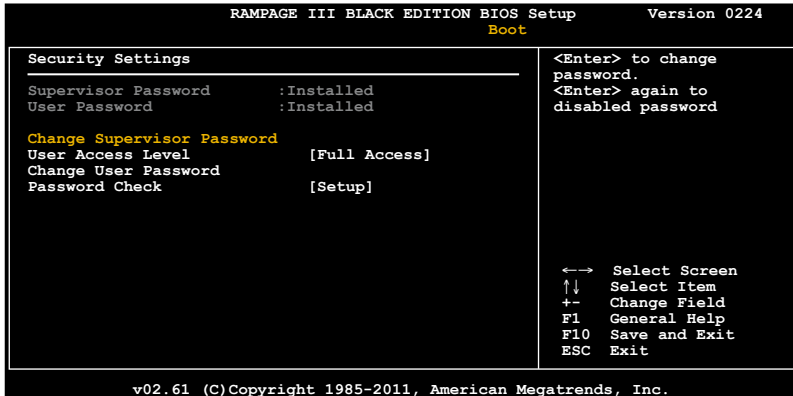 RAMPAGE III BLACK EDITION BIOS Setup Version 0224
Boot
Security Settings
Supervisor Password :Installed
User Password :Installed
Change Supervisor Password
User Access Level [Full Access]
Change User Password
Password Check [Setup]
<Enter> to change
password.
<Enter> again to
disabled password
←→ Select Screen
↑↓ Select Item
+- Change Field
F1 General Help
F10 Save and Exit
ESC Exit
v02.61 (C)Copyright 1985-2011, American Megatrends, Inc.